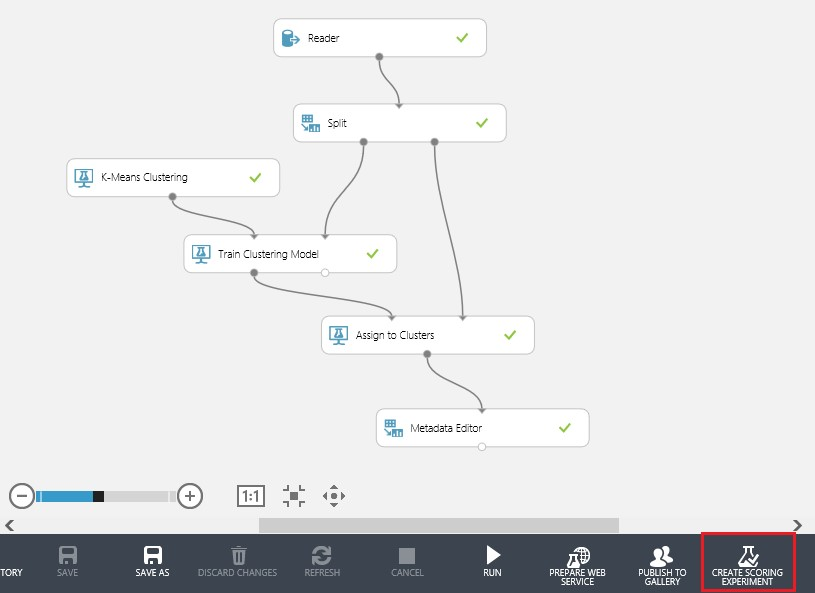 Reader
Split
K-Means Clustering
Train Clustering Model
Assign to Clusters
Metadata Editor
1:1
TORY
SAVE
SAVE AS
DISCARD CHANGES
REFRESH
CANCEL
RUN
PREPARE WEB
SERVICE
PUBLISH TO
GALLERY
CREATE SCORING
EXPERIMENT